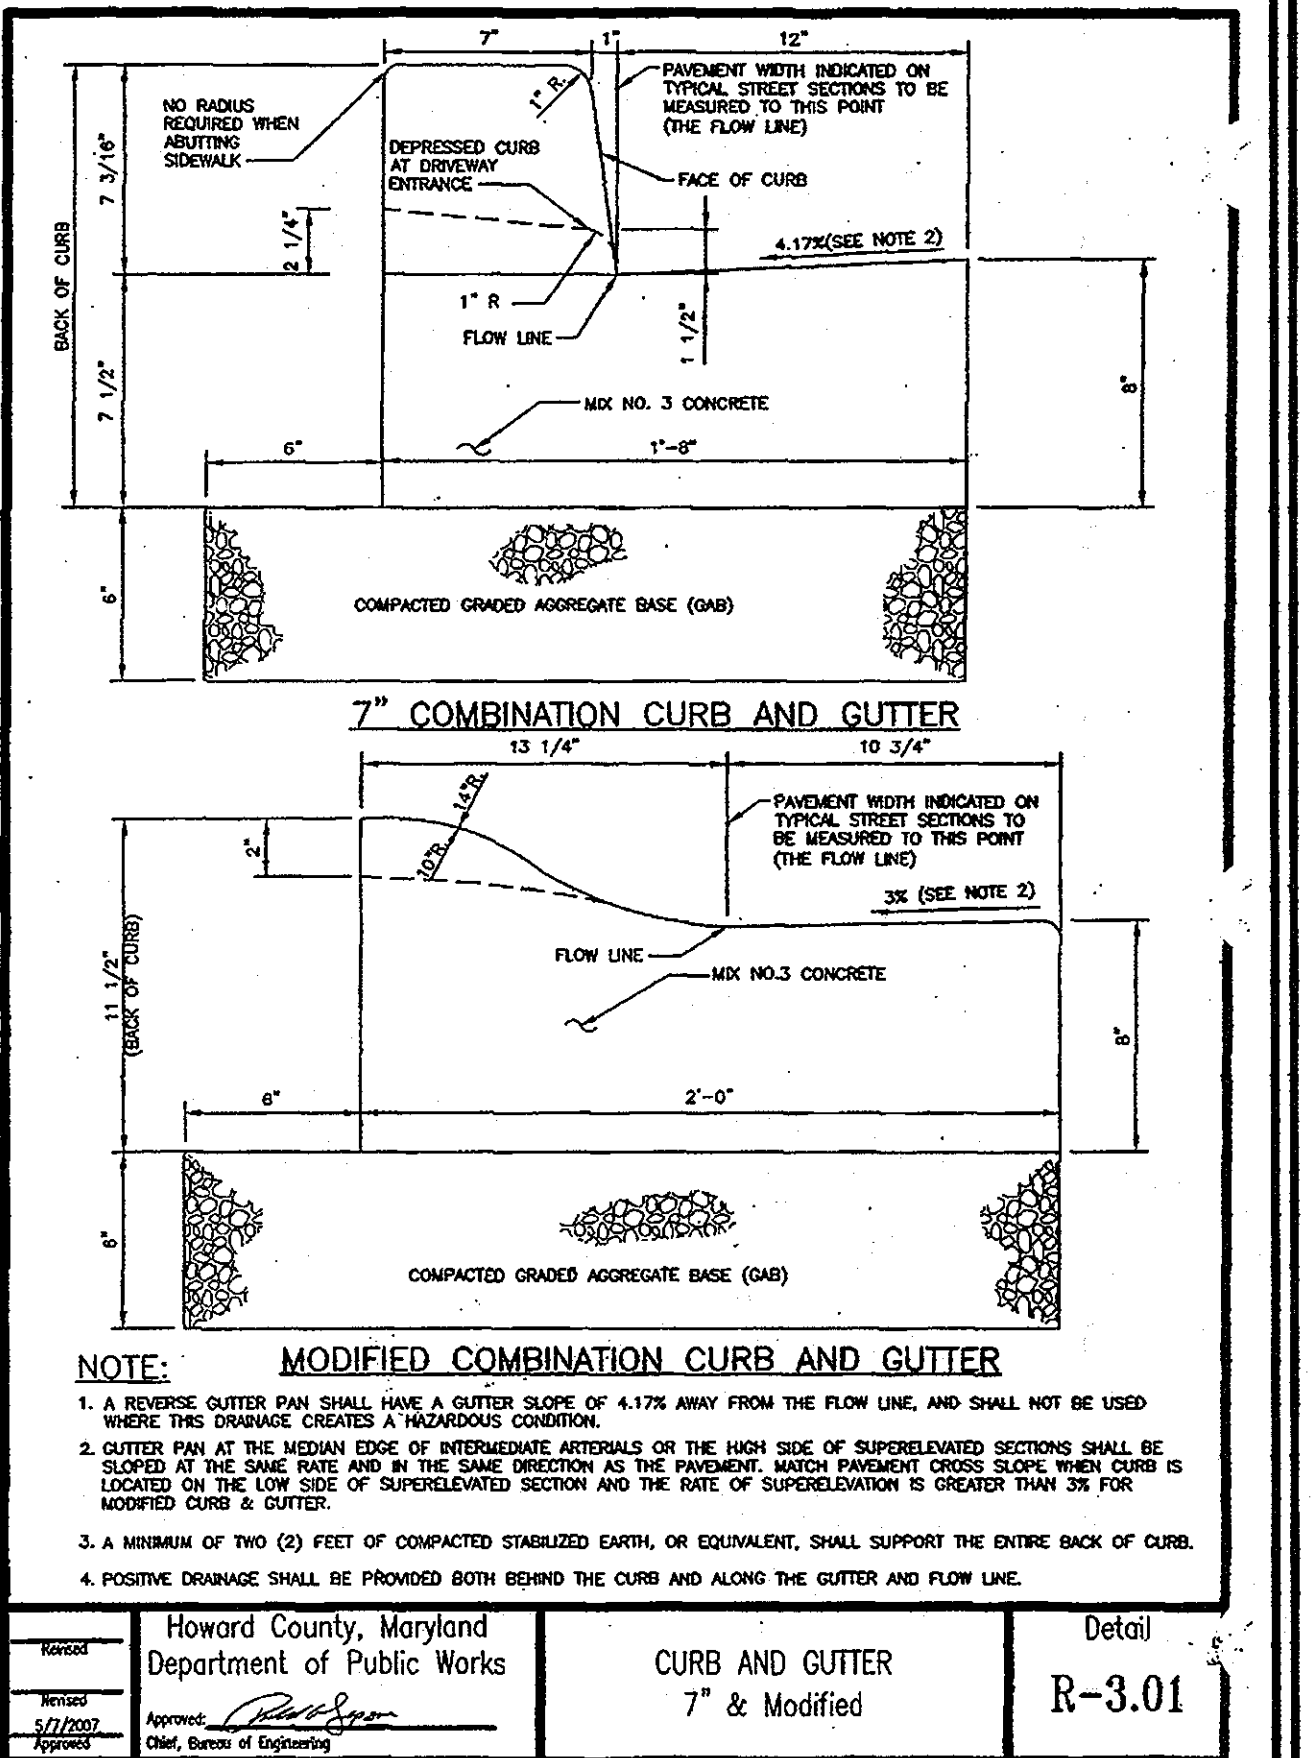 7" 1" 12"
NO RADIUS
REQUIRED WHEN
ABUTTING
SIDEWALK
1" R.
PAVEMENT WIDTH INDICATED ON
TYPICAL STREET SECTIONS TO BE
MEASURED TO THIS POINT
(THE FLOW LINE)
DEPRESSED CURB
AT DRIVEWAY
ENTRANCE
FACE OF CURB
7 3/16"
2 1/4"
BACK OF CURB
4.17%(SEE NOTE 2)
1" R
FLOW LINE
1 1/2"
7 1/2"
8"
MIX NO. 3 CONCRETE
6" 1'-8"
6"
COMPACTED GRADED AGGREGATE BASE (GAB)
7" COMBINATION CURB AND GUTTER
13 1/4" 10 3/4"
14"R.
10"R.
2"
PAVEMENT WIDTH INDICATED ON
TYPICAL STREET SECTIONS TO
BE MEASURED TO THIS POINT
(THE FLOW LINE)
3% (SEE NOTE 2)
11 1/2"
(BACK OF CURB)
FLOW LINE
MIX NO.3 CONCRETE
8"
6" 2'-0"
6"
COMPACTED GRADED AGGREGATE BASE (GAB)
MODIFIED COMBINATION CURB AND GUTTER
NOTE:
1. A REVERSE GUTTER PAN SHALL HAVE A GUTTER SLOPE OF 4.17% AWAY FROM THE FLOW LINE, AND SHALL NOT BE USED
WHERE THIS DRAINAGE CREATES A HAZARDOUS CONDITION.
2. GUTTER PAN AT THE MEDIAN EDGE OF INTERMEDIATE ARTERIALS OR THE HIGH SIDE OF SUPERELEVATED SECTIONS SHALL BE
SLOPED AT THE SAME RATE AND IN THE SAME DIRECTION AS THE PAVEMENT. MATCH PAVEMENT CROSS SLOPE WHEN CURB IS
LOCATED ON THE LOW SIDE OF SUPERELEVATED SECTION AND THE RATE OF SUPERELEVATION IS GREATER THAN 3% FOR
MODIFIED CURB & GUTTER.
3. A MINIMUM OF TWO (2) FEET OF COMPACTED STABILIZED EARTH, OR EQUIVALENT, SHALL SUPPORT THE ENTIRE BACK OF CURB.
4. POSITIVE DRAINAGE SHALL BE PROVIDED BOTH BEHIND THE CURB AND ALONG THE GUTTER AND FLOW LINE.
Revised
Revised
5/7/2007
Approved
Howard County, Maryland
Department of Public Works
Approved:
Chief, Bureau of Engineering
CURB AND GUTTER
7" & Modified
Detail
R-3.01